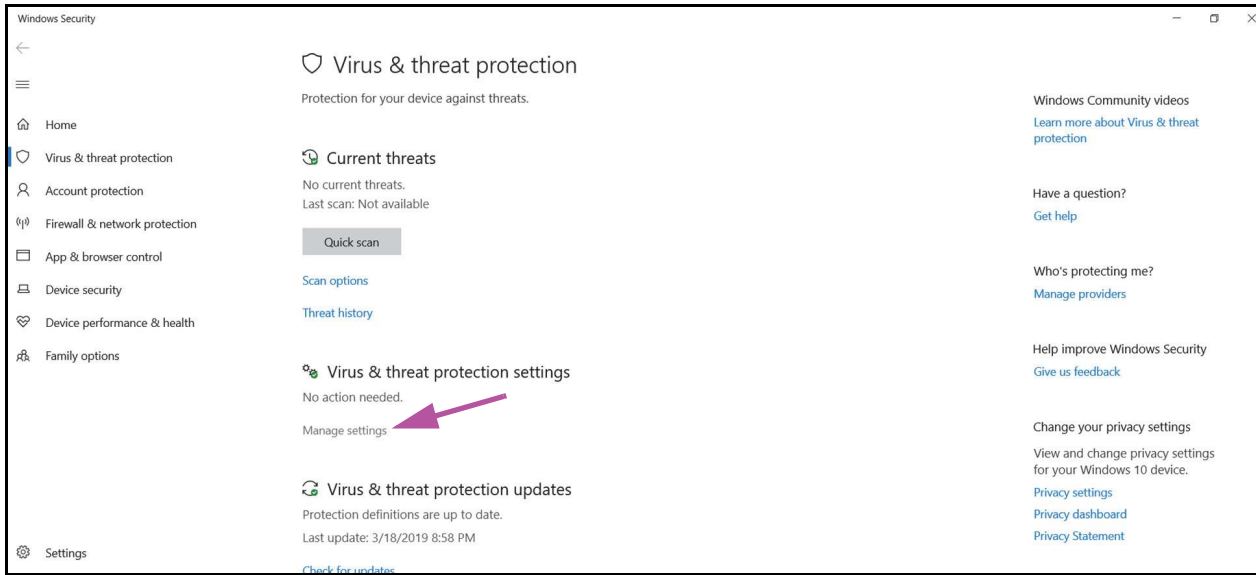 Windows Security
Home
Virus & threat protection
Account protection
Firewall & network protection
App & browser control
Device security
Device performance & health
Family options
Settings
Virus & threat protection
Protection for your device against threats.
Current threats
No current threats.
Last scan: Not available
Quick scan
Scan options
Threat history
Virus & threat protection settings
No action needed.
Manage settings
Virus & threat protection updates
Protection definitions are up to date.
Last update: 3/18/2019 8:58 PM
Check for updates
Windows Community videos
Learn more about Virus & threat
protection
Have a question?
Get help
Who's protecting me?
Manage providers
Help improve Windows Security
Give us feedback
Change your privacy settings
View and change privacy settings
for your Windows 10 device.
Privacy settings
Privacy dashboard
Privacy Statement